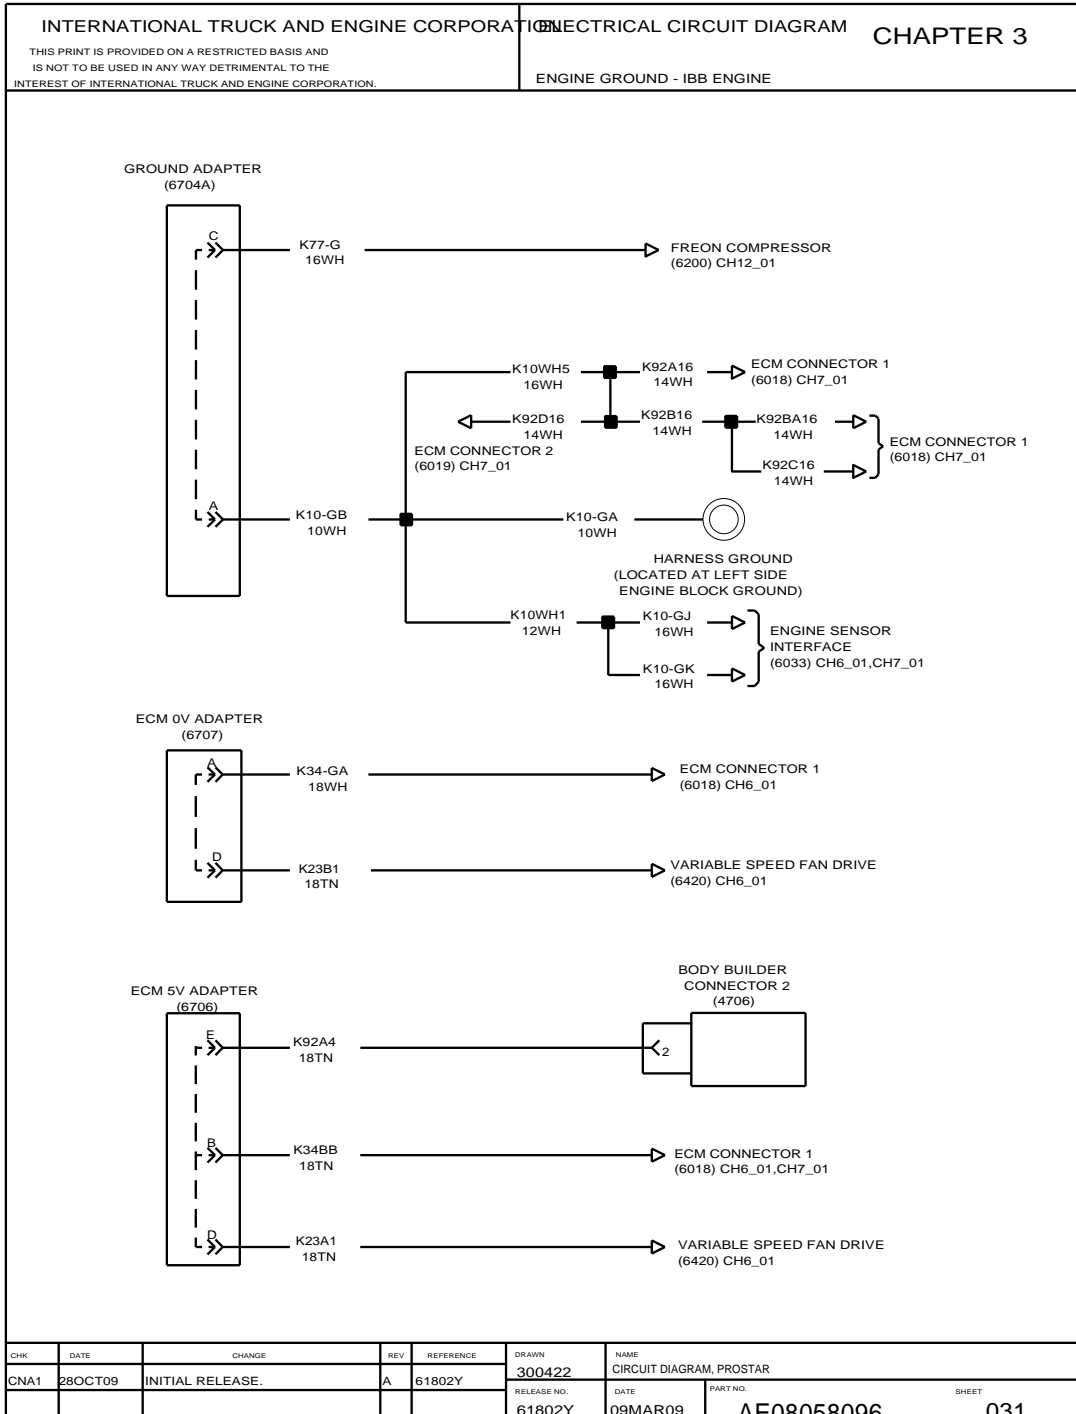 INTERNATIONAL TRUCK AND ENGINE CORPORATION
ELECTRICAL CIRCUIT DIAGRAM
CHAPTER 3
THIS PRINT IS PROVIDED ON A RESTRICTED BASIS AND
IS NOT TO BE USED IN ANY WAY DETRIMENTAL TO THE
INTEREST OF INTERNATIONAL TRUCK AND ENGINE CORPORATION.
ENGINE GROUND - IBB ENGINE
GROUND ADAPTER
(6704A)
C
K77-G
16WH
FREON COMPRESSOR
(6200) CH12_01
K10WH5
16WH
K92A16
14WH
ECM CONNECTOR 1
(6018) CH7_01
K92D16
14WH
ECM CONNECTOR 2
(6019) CH7_01
K92B16
14WH
K92BA16
14WH
K92C16
14WH
ECM CONNECTOR 1
(6018) CH7_01
A
K10-GB
10WH
K10-GA
10WH
HARNESS GROUND
(LOCATED AT LEFT SIDE
ENGINE BLOCK GROUND)
K10WH1
12WH
K10-GJ
16WH
K10-GK
16WH
ENGINE SENSOR
INTERFACE
(6033) CH6_01,CH7_01
ECM 0V ADAPTER
(6707)
A
K34-GA
18WH
ECM CONNECTOR 1
(6018) CH6_01
D
K23B1
18TN
VARIABLE SPEED FAN DRIVE
(6420) CH6_01
ECM 5V ADAPTER
(6706)
BODY BUILDER
CONNECTOR 2
(4706)
E
K92A4
18TN
2
B
K34BB
18TN
ECM CONNECTOR 1
(6018) CH6_01,CH7_01
D
K23A1
18TN
VARIABLE SPEED FAN DRIVE
(6420) CH6_01
CHK DATE CHANGE REV REFERENCE
CNA1 28OCT09 INITIAL RELEASE. A 61802Y
DRAWN
300422
NAME
CIRCUIT DIAGRAM, PROSTAR
RELEASE NO.
61802Y
DATE
09MAR09
PART NO.
AE08058096
SHEET
031